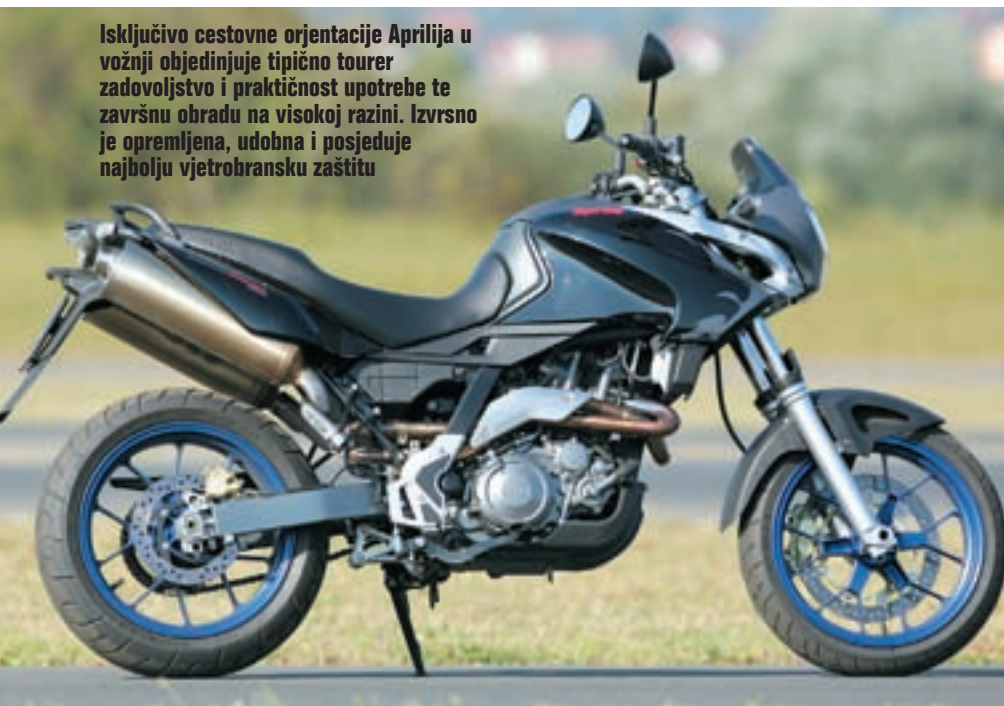 Isključivo cestovne orjentacije Aprilija u
vožnji objedinjuje tipično tourer
zadovoljstvo i praktičnost upotrebe te
završnu obradu na visokoj razini. Izvrsno
je opremljena, udobna i posjeduje
najbolju vjetrobransku zaštitu